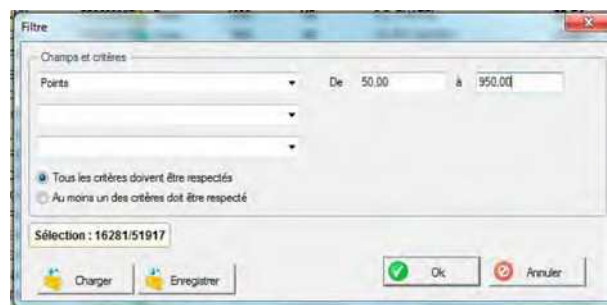 Filtre
Champs et critères
Points De 50.00 à 950.00
Tous les critères doivent être respectés
Au moins un des critères doit être respecté
Sélection : 16281/51917
Charger Enregistrer Ok Annuler